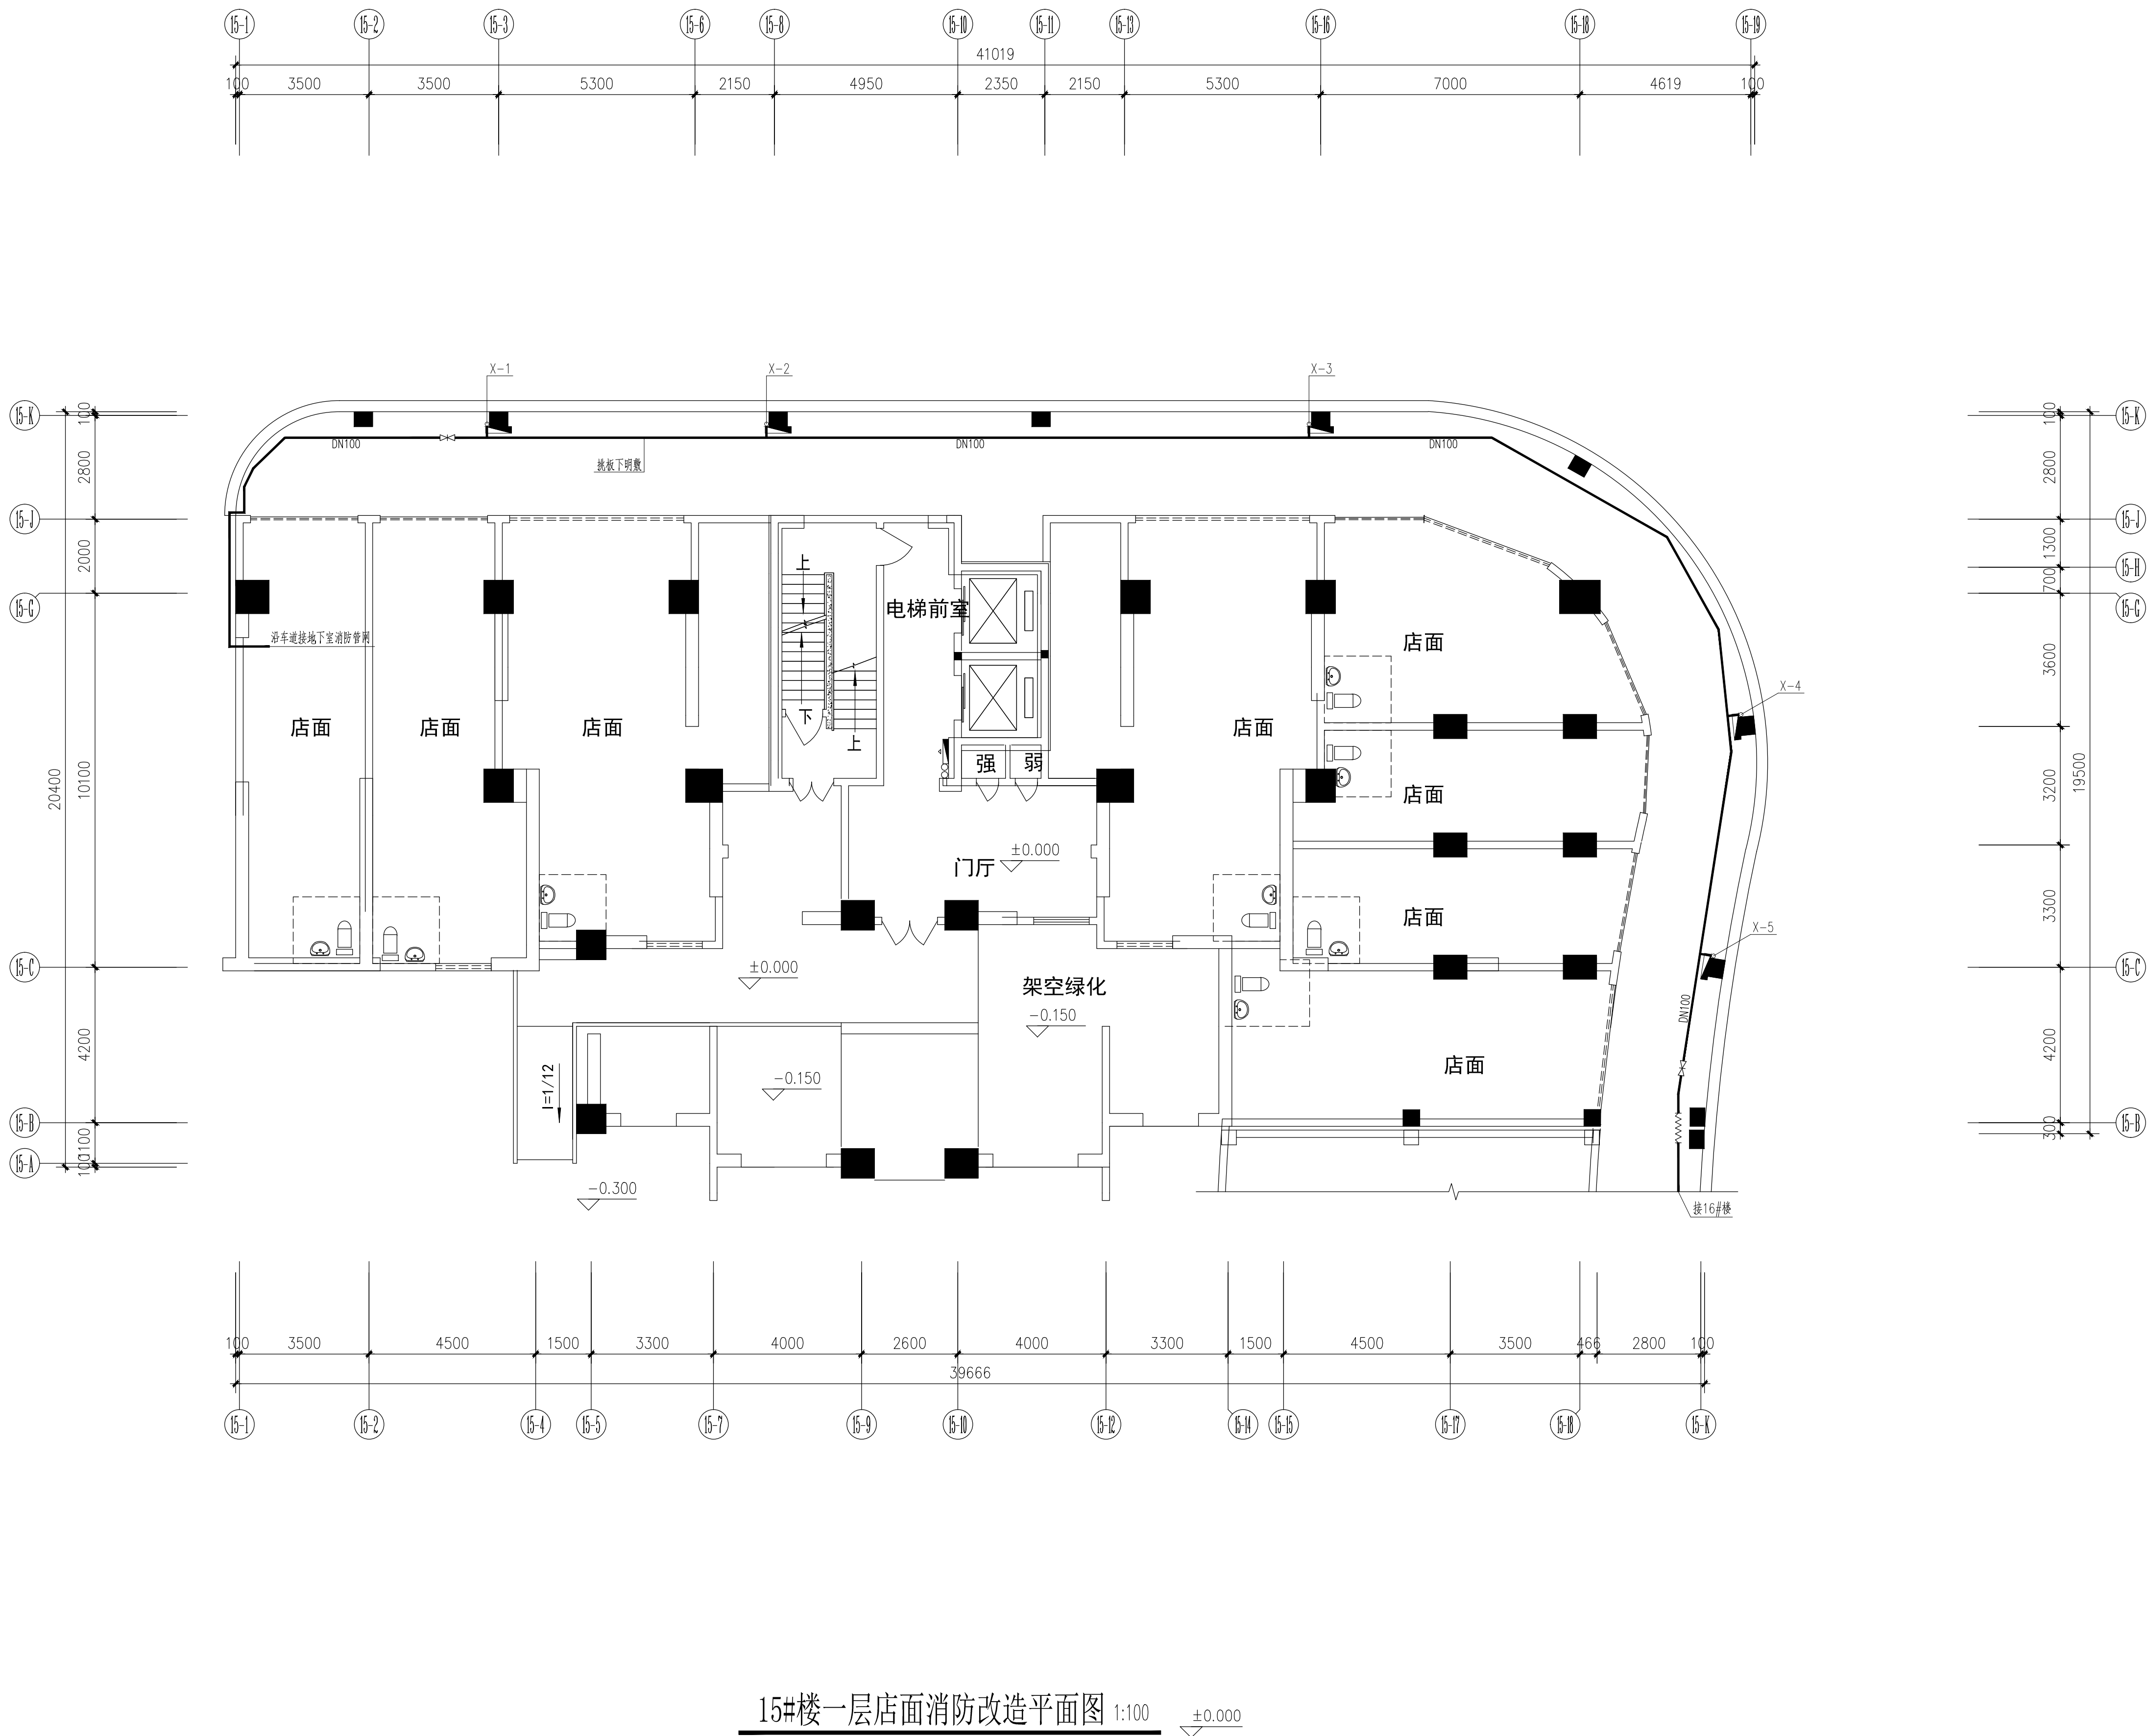 15-1 15-2 15-3 15-6 15-8 15-10 15-11 15-13 15-16 15-18 15-19
41019
100 3500 3500 5300 2150 4950 2350 2150 5300 7000 4619 100
X-1 X-2 X-3
15-K 100 100 15-K
DN100 DN100 DN100
2800 挑板下明敷 2800
15-J 15-J
2000 1300
上 15-H
700
15-G 电梯前室 15-G
沿车道接地下室消防管网 店面
3600
X-4
店面 店面 店面 下 店面
上
强 弱
20400 10100 店面 3200 19500
±0.000
门厅
店面 3300
X-5
15-C ±0.000 15-C
架空绿化
-0.150 DN100
4200 店面 4200
I=1/12 -0.150
15-B 300 15-B
1100
15-A 100
-0.300
接16#楼
100 3500 4500 1500 3300 4000 2600 4000 3300 1500 4500 3500 466 2800 100
39666
15-1 15-2 15-4 15-5 15-7 15-9 15-10 15-12 15-14 15-15 15-17 15-18 15-K
15#楼一层店面消防改造平面图 1:100 ±0.000